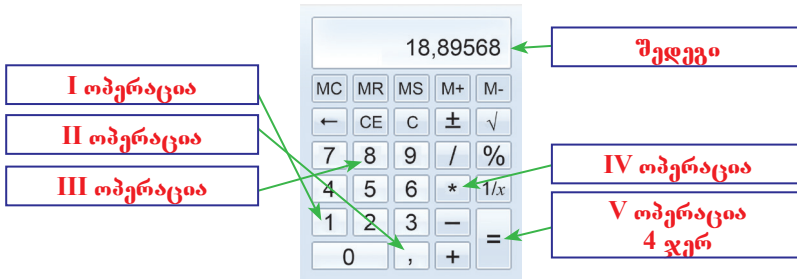 18,89568
შედეგი
MC MR MS M+ M-
I ოპერაცია
← CE C ± √
II ოპერაცია
7 8 9 / %
III ოპერაცია
4 5 6 * 1/x
IV ოპერაცია
1 2 3 − =
V ოპერაცია
4 ჯერ
0 , +